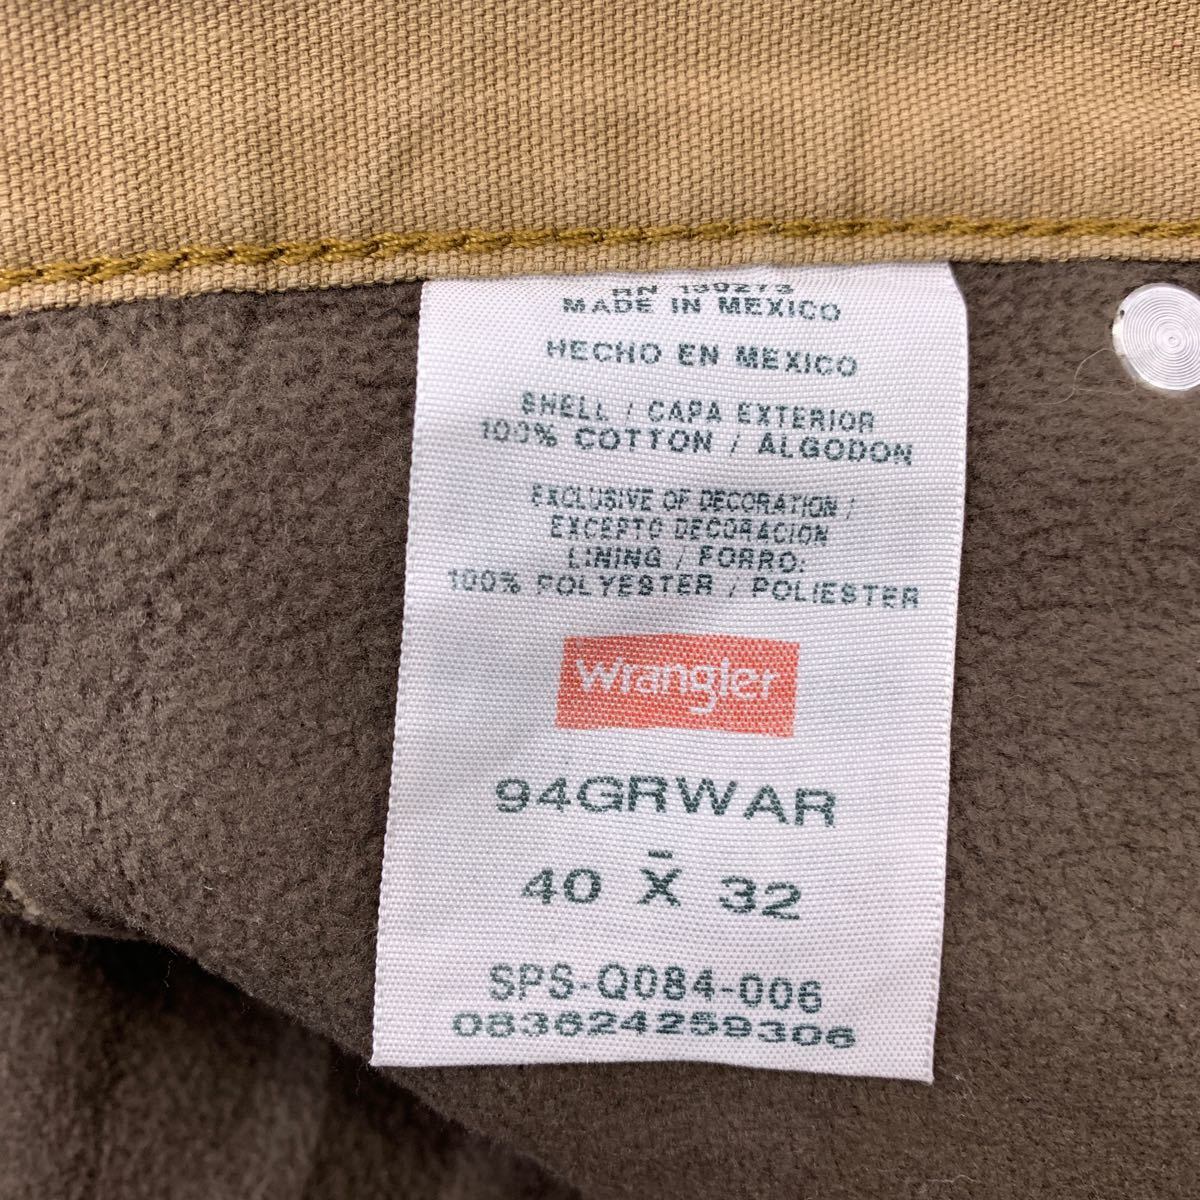 RN 130273
MADE IN MEXICO
HECHO EN MEXICO
SHELL / CAPA EXTERIOR
100% COTTON / ALGODON
EXCLUSIVE OF DECORATION /
EXCEPTO DECORACION
LINING / FORRO:
100% POLYESTER / POLIESTER
Wrangler
94GRWAR
40 X 32
SPS-Q084-006
083624259306